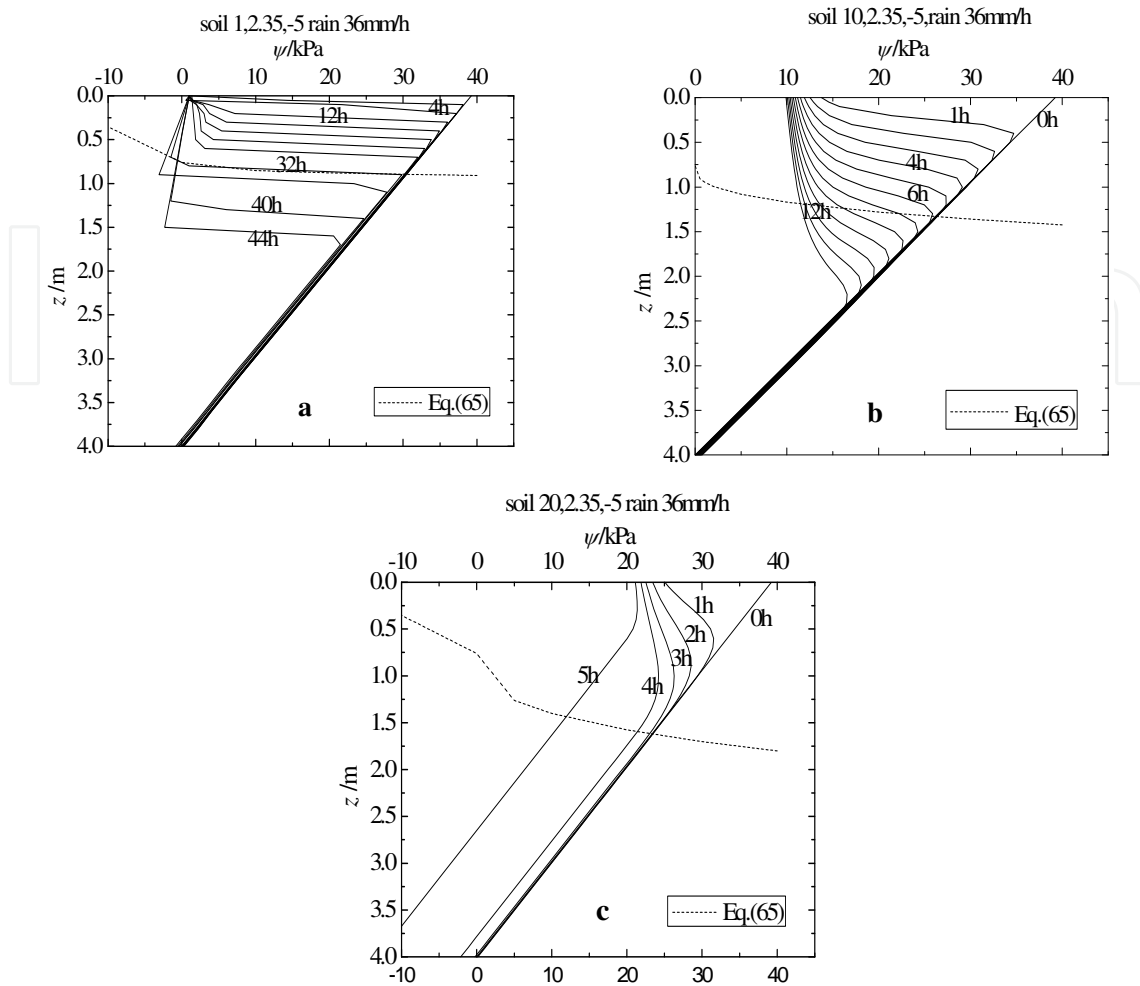 soil 1,2.35,-5 rain 36mm/h
ψ/kPa
-10 0 10 20 30 40
0.0
0.5
1.0
1.5
2.0
2.5
3.0
3.5
4.0
z /m
4h
12h
32h
40h
44h
a
Eq.(65)
soil 10,2.35,-5,rain 36mm/h
ψ/kPa
0 10 20 30 40
0.0
0.5
1.0
1.5
2.0
2.5
3.0
3.5
4.0
z /m
0h
1h
4h
6h
12h
b
Eq.(65)
soil 20,2.35,-5 rain 36mm/h
ψ/kPa
-10 0 10 20 30 40
0.0
0.5
1.0
1.5
2.0
2.5
3.0
3.5
4.0
z /m
1h
0h
2h
3h
4h
5h
c
Eq.(65)
-10 0 10 20 30 40